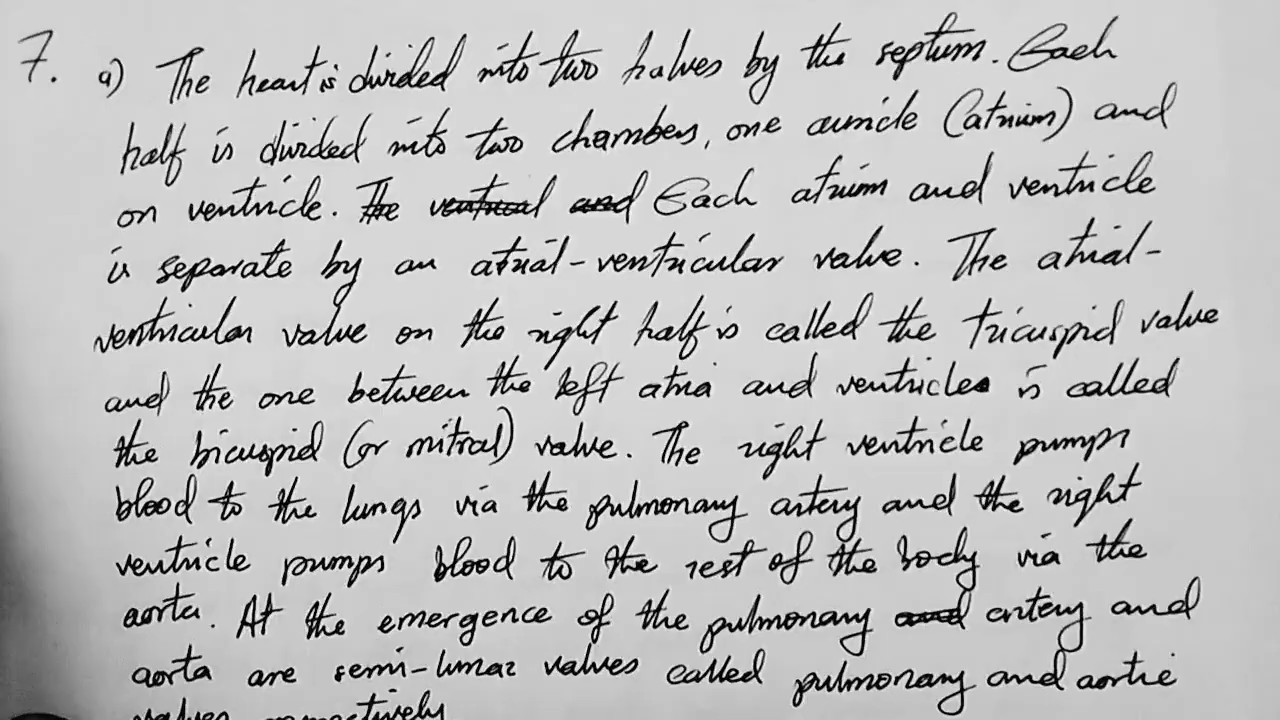 7. a) The heart is divided into two halves by the septum. Each
half is divided into two chambers, one auricle (atrium) and
on ventricle. The ventrical and Each atrium and ventricle
is separate by an atrial-ventricular valve. The atrial-
ventricular valve on the right half is called the tricuspid valve
and the one between the left atria and ventricle is called
the bicuspid (or mitral) valve. The right ventricle pumps
blood to the lungs via the pulmonary artery and the right
ventricle pumps blood to the rest of the body via the
aorta. At the emergence of the pulmonary and artery and
aorta are semi-lunar valves called pulmonary and aortic
valves respectively